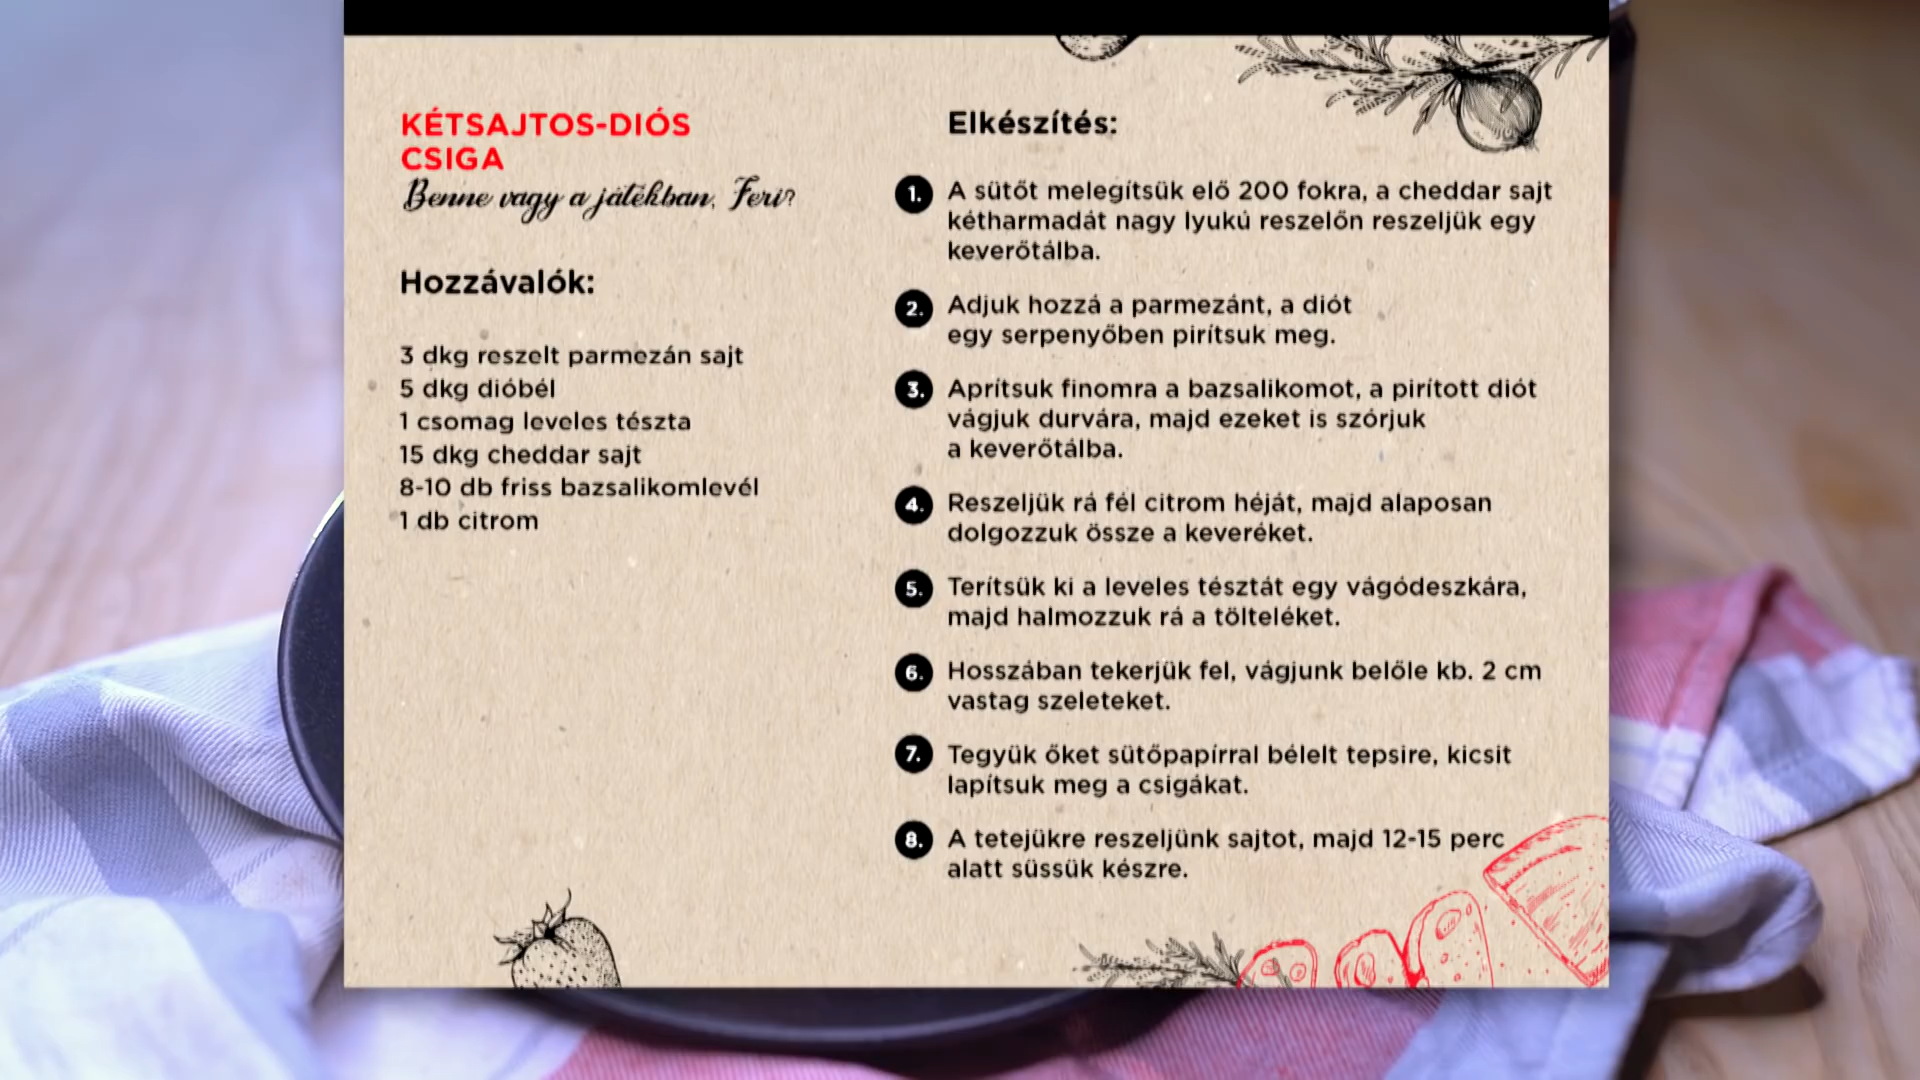 KÉTSAJTOS-DIÓS
CSIGA
Benne vagy a játékban, Feri?
Hozzávalók:
3 dkg reszelt parmezán sajt
5 dkg dióbél
1 csomag leveles tészta
15 dkg cheddar sajt
8-10 db friss bazsalikomlevél
1 db citrom
Elkészítés:
1. A sütőt melegítsük elő 200 fokra, a cheddar sajt
kétharmadát nagy lyukú reszelőn reszeljük egy
keverőtálba.
2. Adjuk hozzá a parmezánt, a diót
egy serpenyőben pirítsuk meg.
3. Aprítsuk finomra a bazsalikomot, a pirított diót
vágjuk durvára, majd ezeket is szórjuk
a keverőtálba.
4. Reszeljük rá fél citrom héját, majd alaposan
dolgozzuk össze a keveréket.
5. Terítsük ki a leveles tésztát egy vágódeszkára,
majd halmozzuk rá a tölteléket.
6. Hosszában tekerjük fel, vágjunk belőle kb. 2 cm
vastag szeleteket.
7. Tegyük őket sütőpapírral bélelt tepsire, kicsit
lapítsuk meg a csigákat.
8. A tetejükre reszeljünk sajtot, majd 12-15 perc
alatt süssük készre.